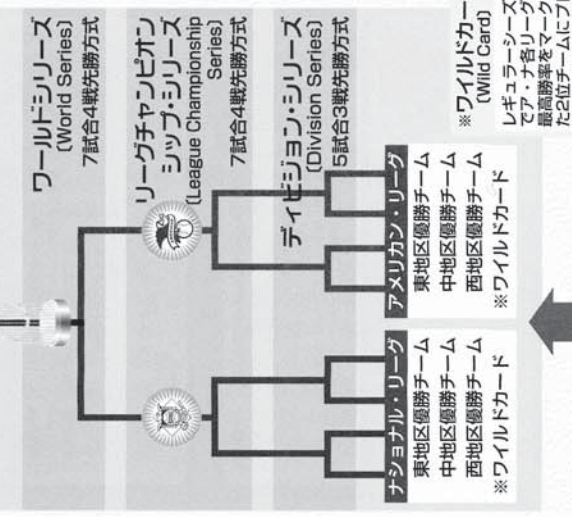 ワールドシリーズ
(World Series)
7試合4戦先勝方式
リーグチャンピオン
シップ・シリーズ
(League Championship
Series)
7試合4戦先勝方式
ディビジョン・シリーズ
(Division Series)
5試合3戦先勝方式
アメリカン・リーグ
東地区優勝チーム
中地区優勝チーム
西地区優勝チーム
※ワイルドカード
ナショナル・リーグ
東地区優勝チーム
中地区優勝チーム
西地区優勝チーム
※ワイルドカード
※ワイルドカー
(Wild Card)
レギュラーシーズ
でア・ナ各リーグ
最高勝率をマーク
た2位チームにプ